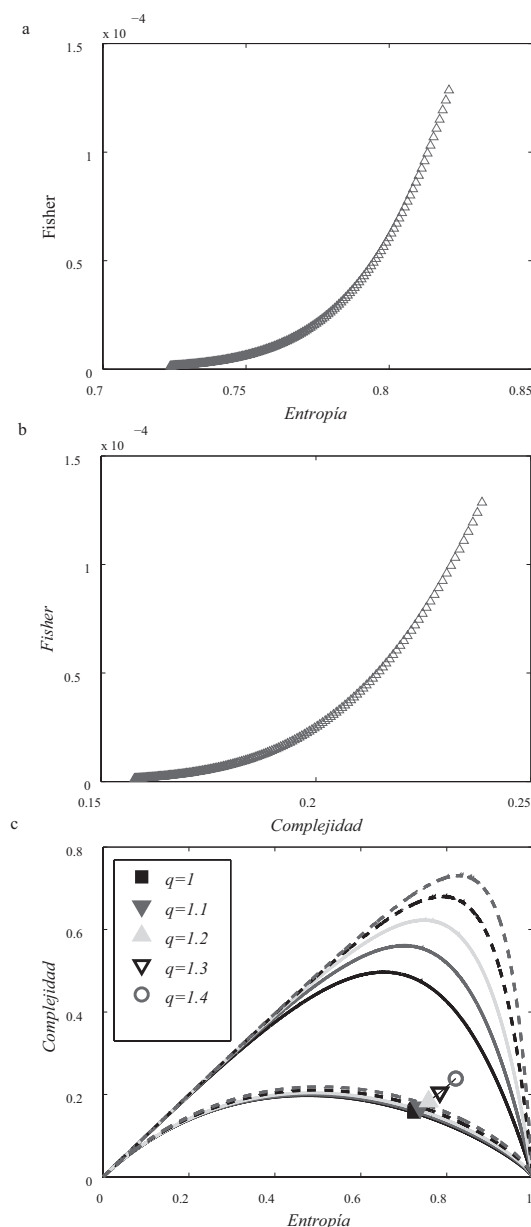 a
x 10 −4
1.5
1
0.5
0
Fisher
0.7 0.75 0.8 0.85
Entropía
b
x 10 −4
1.5
1
0.5
0
Fisher
0.15 0.2 0.25
Complejidad
c
0.8
0.6
0.4
0.2
0
Complejidad
q=1
q=1.1
q=1.2
q=1.3
q=1.4
0 0.2 0.4 0.6 0.8 1
Entropía